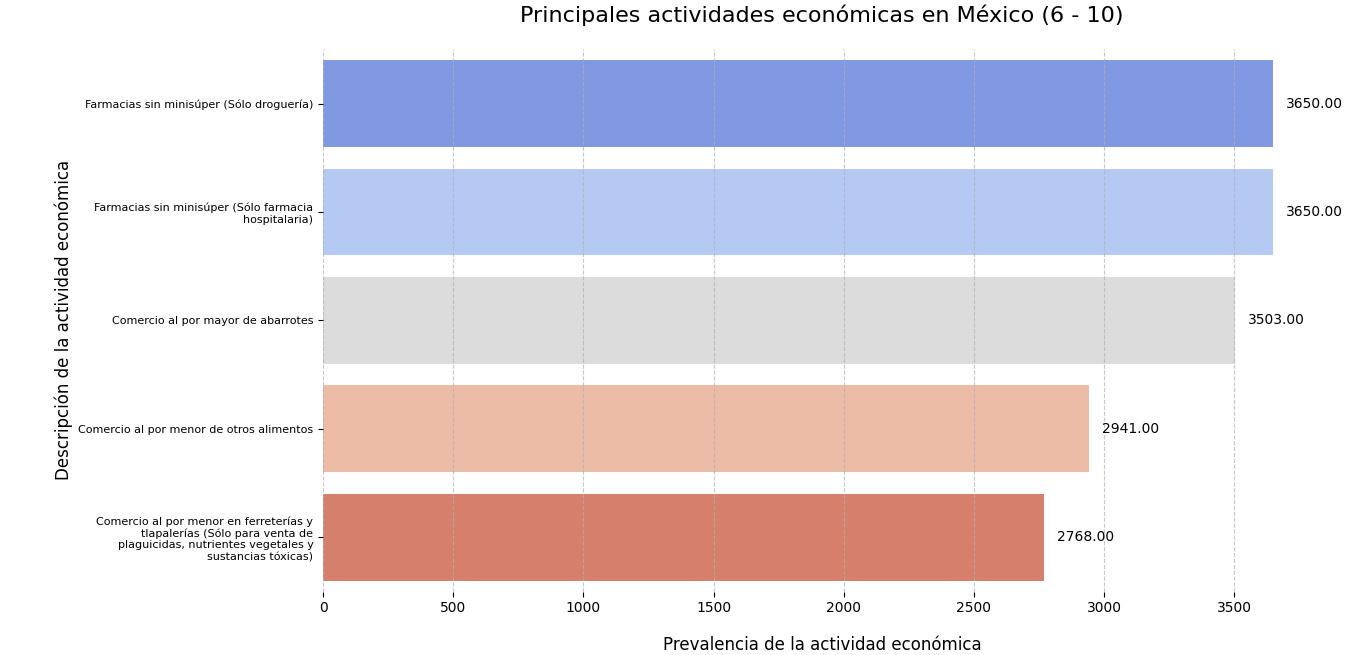 Principales actividades económicas en México (6 - 10)
Descripción de la actividad económica
Farmacias sin minisúper (Sólo droguería)
3650.00
Farmacias sin minisúper (Sólo farmacia
hospitalaria)
3650.00
Comercio al por mayor de abarrotes
3503.00
Comercio al por menor de otros alimentos
2941.00
Comercio al por menor en ferreterías y
tlapalerías (Sólo para venta de
plaguicidas, nutrientes vegetales y
sustancias tóxicas)
2768.00
0 500 1000 1500 2000 2500 3000 3500
Prevalencia de la actividad económica